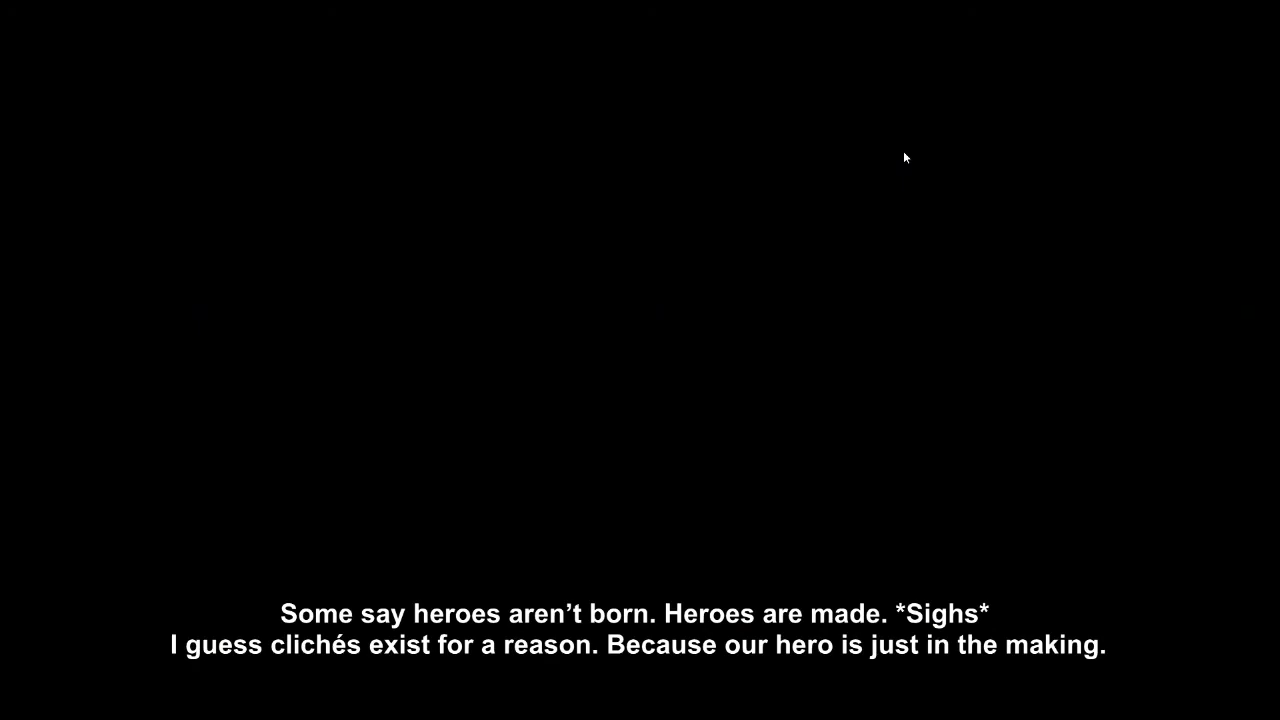 Some say heroes aren’t born. Heroes are made. *Sighs*
I guess clichés exist for a reason. Because our hero is just in the making.